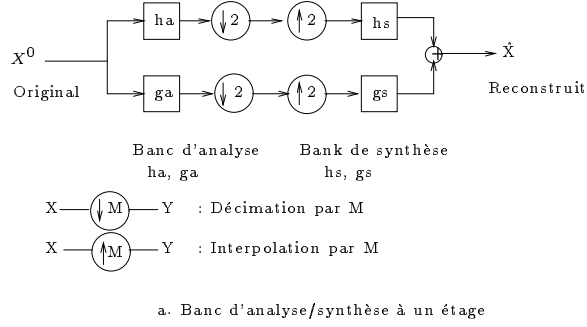 ha ↓2 ↑2 hs
X⁰ + X̂
Original Reconstruit
ga ↓2 ↑2 gs
Banc d'analyse Bank de synthèse
ha, ga hs, gs
X ↓M Y : Décimation par M
X ↑M Y : Interpolation par M
a. Banc d'analyse/synthèse à un étage